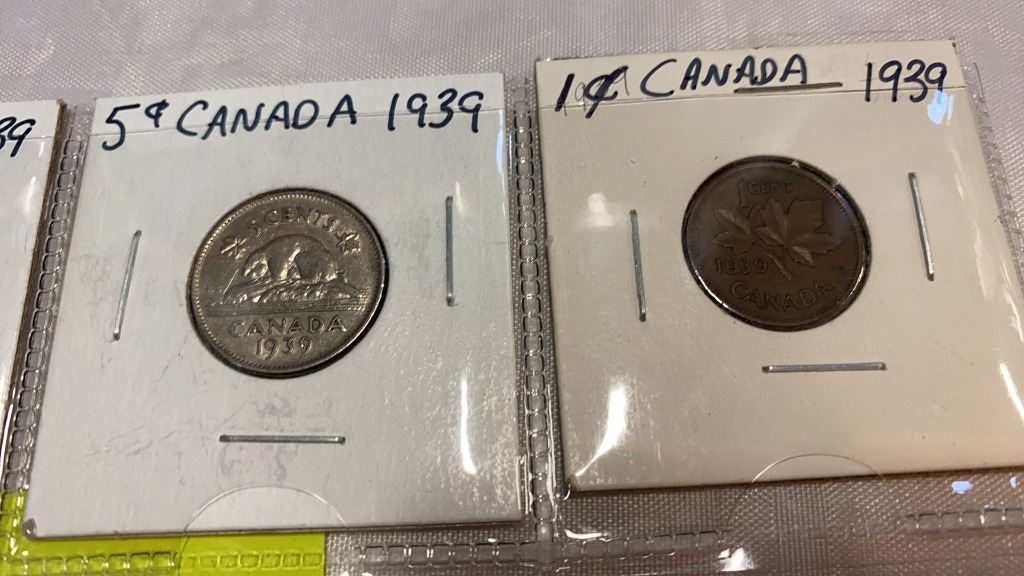 39
5¢ CANADA 1939
5 CENTS
CANADA
1939
1¢ CANADA 1939
1 CENT
1939
CANADA